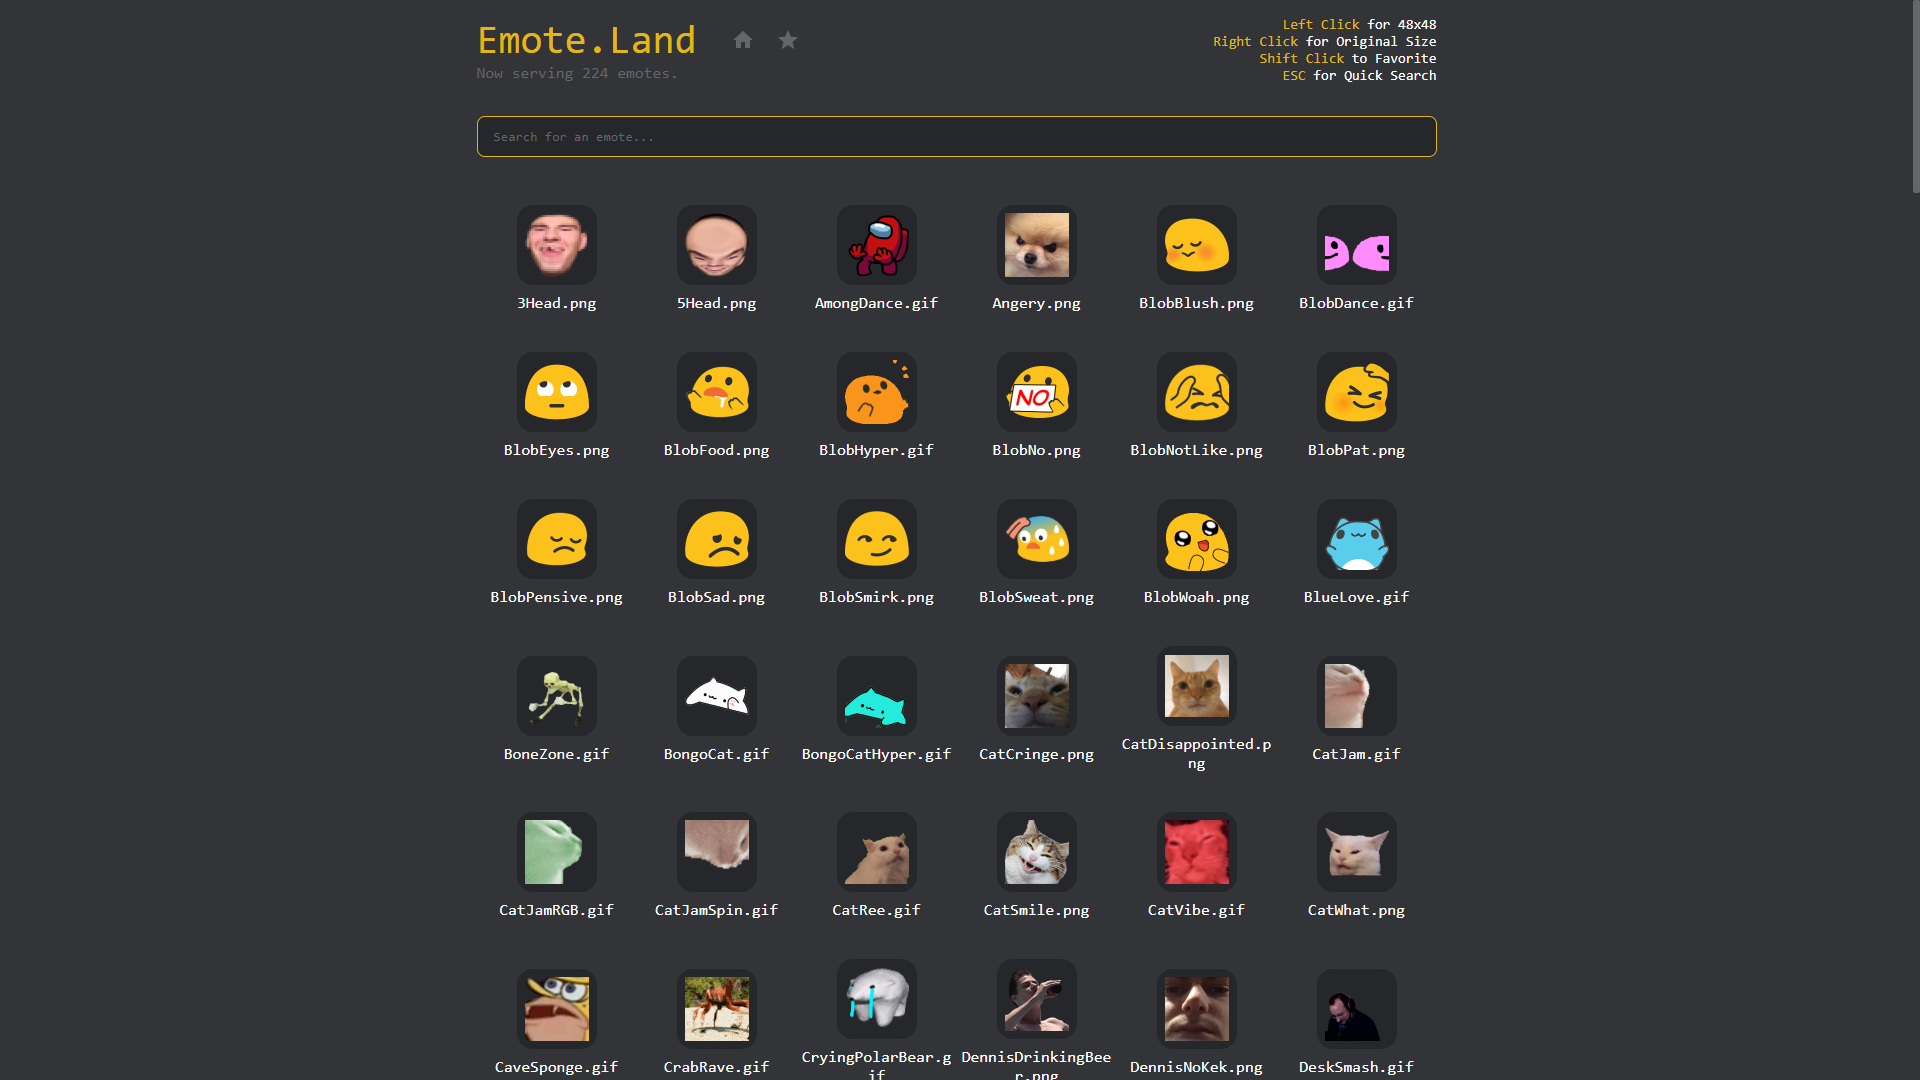 Emote.Land
Now serving 224 emotes.
Left Click for 48x48
Right Click for Original Size
Shift Click to Favorite
ESC for Quick Search
Search for an emote...
3Head.png
5Head.png
AmongDance.gif
Angery.png
BlobBlush.png
BlobDance.gif
NO
BlobEyes.png
BlobFood.png
BlobHyper.gif
BlobNo.png
BlobNotLike.png
BlobPat.png
BlobPensive.png
BlobSad.png
BlobSmirk.png
BlobSweat.png
BlobWoah.png
BlueLove.gif
BoneZone.gif
BongoCat.gif
BongoCatHyper.gif
CatCringe.png
CatDisappointed.p
ng
CatJam.gif
CatJamRGB.gif
CatJamSpin.gif
CatRee.gif
CatSmile.png
CatVibe.gif
CatWhat.png
CaveSponge.gif
CrabRave.gif
CryingPolarBear.g
if
DennisDrinkingBee
r.png
DennisNoKek.png
DeskSmash.gif